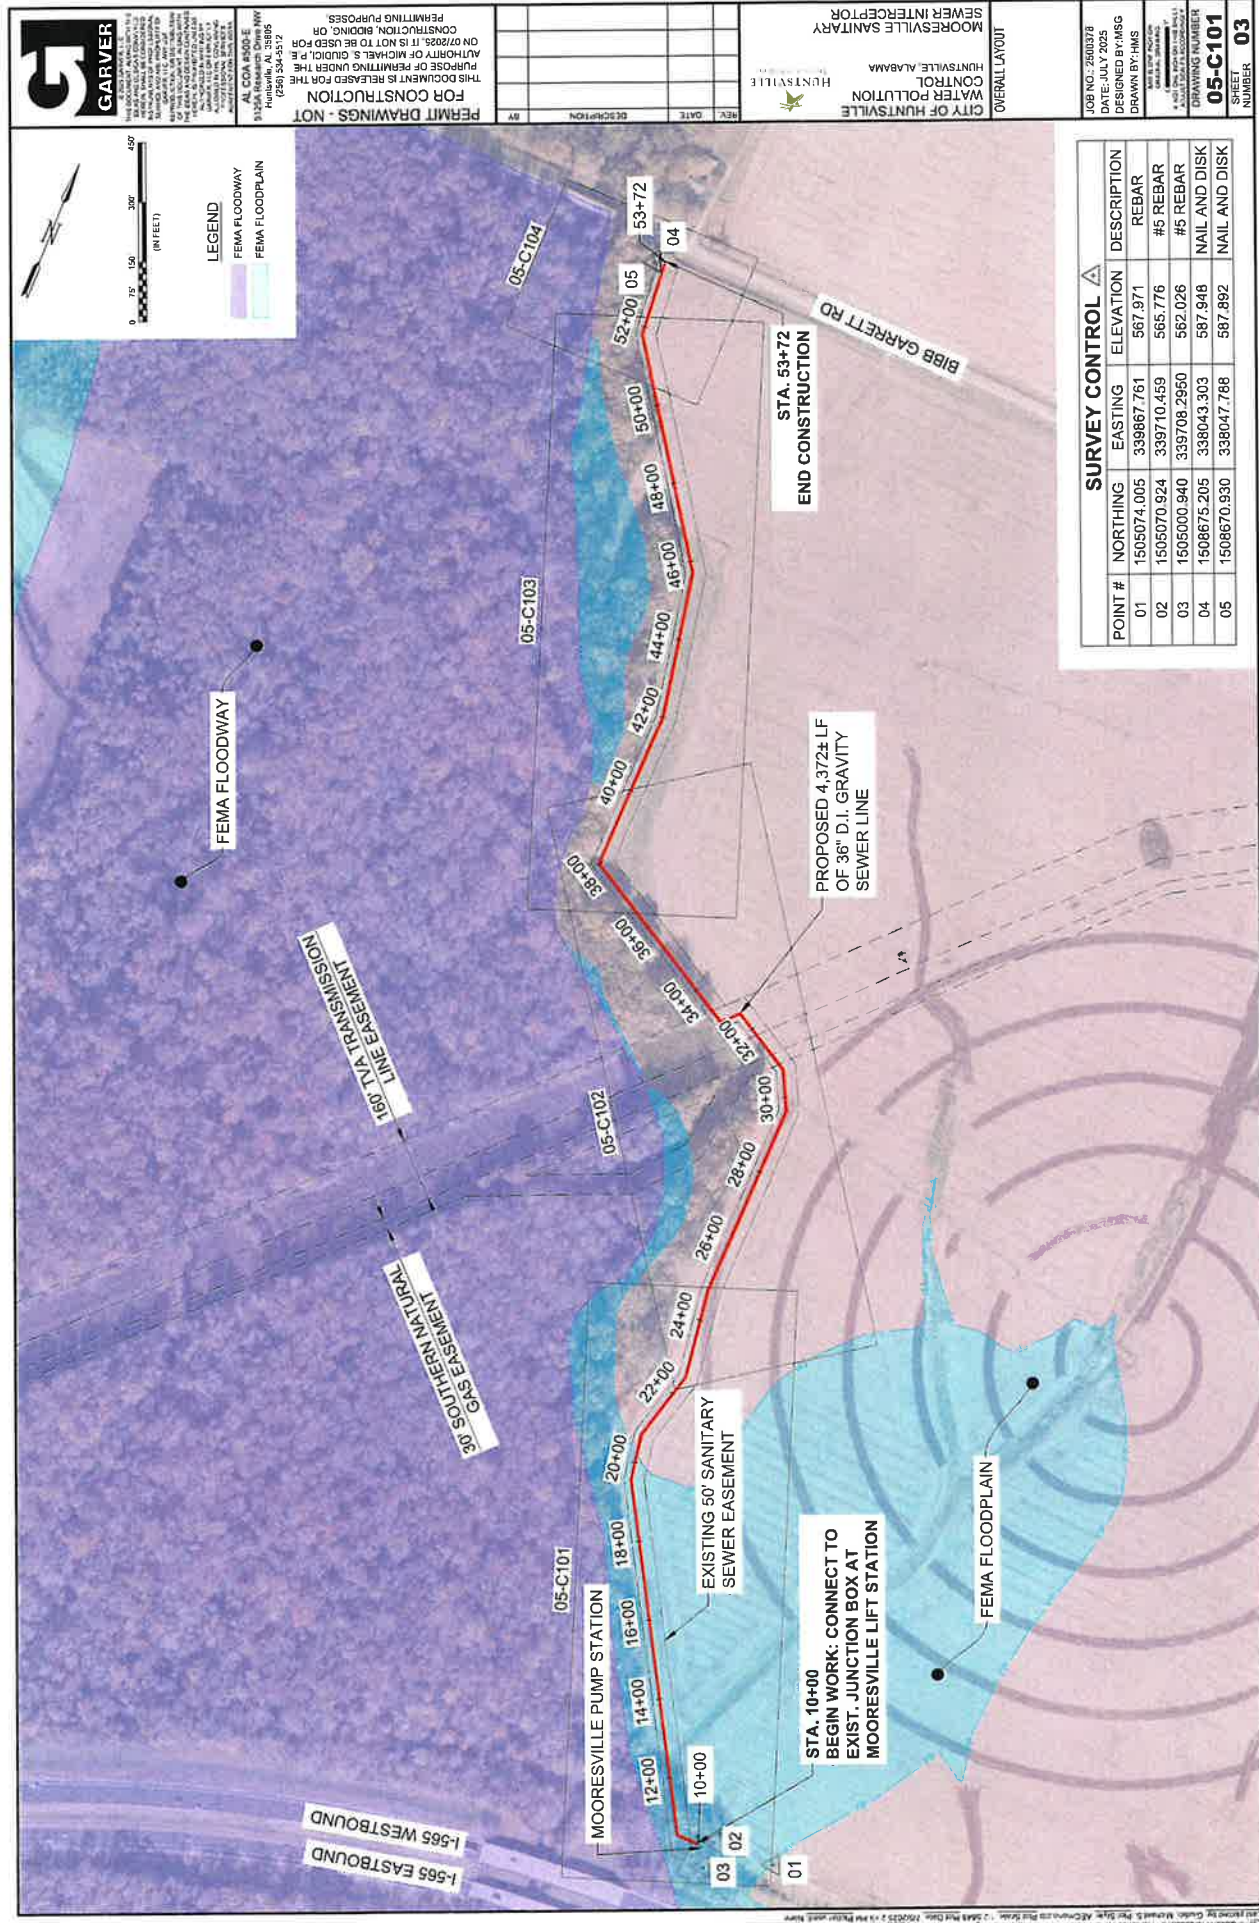 GARVER
AL COA #500-E
5125A Research Drive NW
Huntsville, AL 35805
(256) 534-5512
PERMIT DRAWINGS - NOT
FOR CONSTRUCTION
THIS DOCUMENT IS RELEASED FOR THE
PURPOSE OF PERMITTING UNDER THE
AUTHORITY OF MICHAEL S. GIUDICI, P.E.
ON 07/2025. IT IS NOT TO BE USED FOR
CONSTRUCTION, BIDDING, OR
PERMITTING PURPOSES.
REV.
DATE
DESCRIPTION
BY
HUNTSVILLE
CITY OF HUNTSVILLE
WATER POLLUTION
CONTROL
HUNTSVILLE, ALABAMA
MOORESVILLE SANITARY
SEWER INTERCEPTOR
OVERALL LAYOUT
JOB NO.: 2500378
DATE: JULY 2025
DESIGNED BY: MSG
DRAWN BY: HMS
DRAWING NUMBER
05-C101
SHEET
NUMBER 03
N
0 75' 150' 300' 450'
(IN FEET)
LEGEND
FEMA FLOODWAY
FEMA FLOODPLAIN
FEMA FLOODWAY
160' TVA TRANSMISSION
LINE EASEMENT
30' SOUTHERN NATURAL
GAS EASEMENT
I-565 WESTBOUND
I-565 EASTBOUND
05-C101
05-C102
05-C103
05-C104
MOORESVILLE PUMP STATION
10+00
12+00
14+00
16+00
18+00
20+00
22+00
24+00
26+00
28+00
30+00
32+00
34+00
36+00
38+00
40+00
42+00
44+00
46+00
48+00
50+00
52+00
53+72
05
04
03
02
01
BIBB GARRETT RD
STA. 53+72
END CONSTRUCTION
PROPOSED 4,372± LF
OF 36" D.I. GRAVITY
SEWER LINE
EXISTING 50' SANITARY
SEWER EASEMENT
STA. 10+00
BEGIN WORK: CONNECT TO
EXIST. JUNCTION BOX AT
MOORESVILLE LIFT STATION
FEMA FLOODPLAIN
SURVEY CONTROL
POINT # NORTHING EASTING ELEVATION DESCRIPTION
01 1505074.005 339867.761 567.971 REBAR
02 1505070.924 339710.459 565.776 #5 REBAR
03 1505000.940 339708.2950 562.026 #5 REBAR
04 1508675.205 338043.303 587.948 NAIL AND DISK
05 1508670.930 338047.788 587.892 NAIL AND DISK